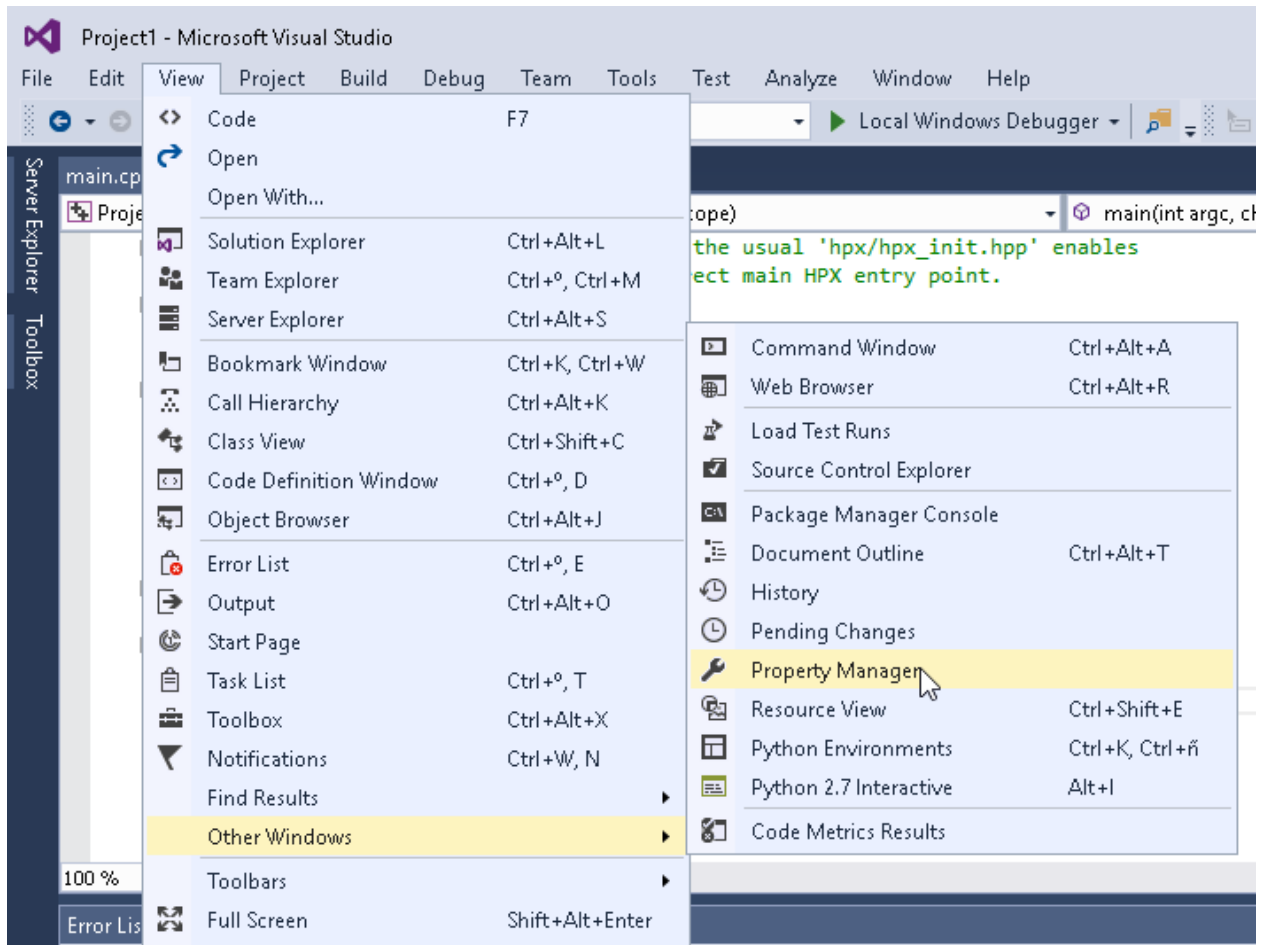 Project1 - Microsoft Visual Studio
File Edit View Project Build Debug Team Tools Test Analyze Window Help
Local Windows Debugger
Server Explorer
Toolbox
main.cp
Proje
cope)
main(int argc, ch
the usual 'hpx/hpx_init.hpp' enables
ect main HPX entry point.
Code F7
Open
Open With...
Solution Explorer Ctrl+Alt+L
Team Explorer Ctrl+º, Ctrl+M
Server Explorer Ctrl+Alt+S
Bookmark Window Ctrl+K, Ctrl+W
Call Hierarchy Ctrl+Alt+K
Class View Ctrl+Shift+C
Code Definition Window Ctrl+º, D
Object Browser Ctrl+Alt+J
Error List Ctrl+º, E
Output Ctrl+Alt+O
Start Page
Task List Ctrl+º, T
Toolbox Ctrl+Alt+X
Notifications Ctrl+W, N
Find Results
Other Windows
Toolbars
Full Screen Shift+Alt+Enter
Command Window Ctrl+Alt+A
Web Browser Ctrl+Alt+R
Load Test Runs
Source Control Explorer
Package Manager Console
Document Outline Ctrl+Alt+T
History
Pending Changes
Property Manager
Resource View Ctrl+Shift+E
Python Environments Ctrl+K, Ctrl+ñ
Python 2.7 Interactive Alt+I
Code Metrics Results
100 %
Error Lis